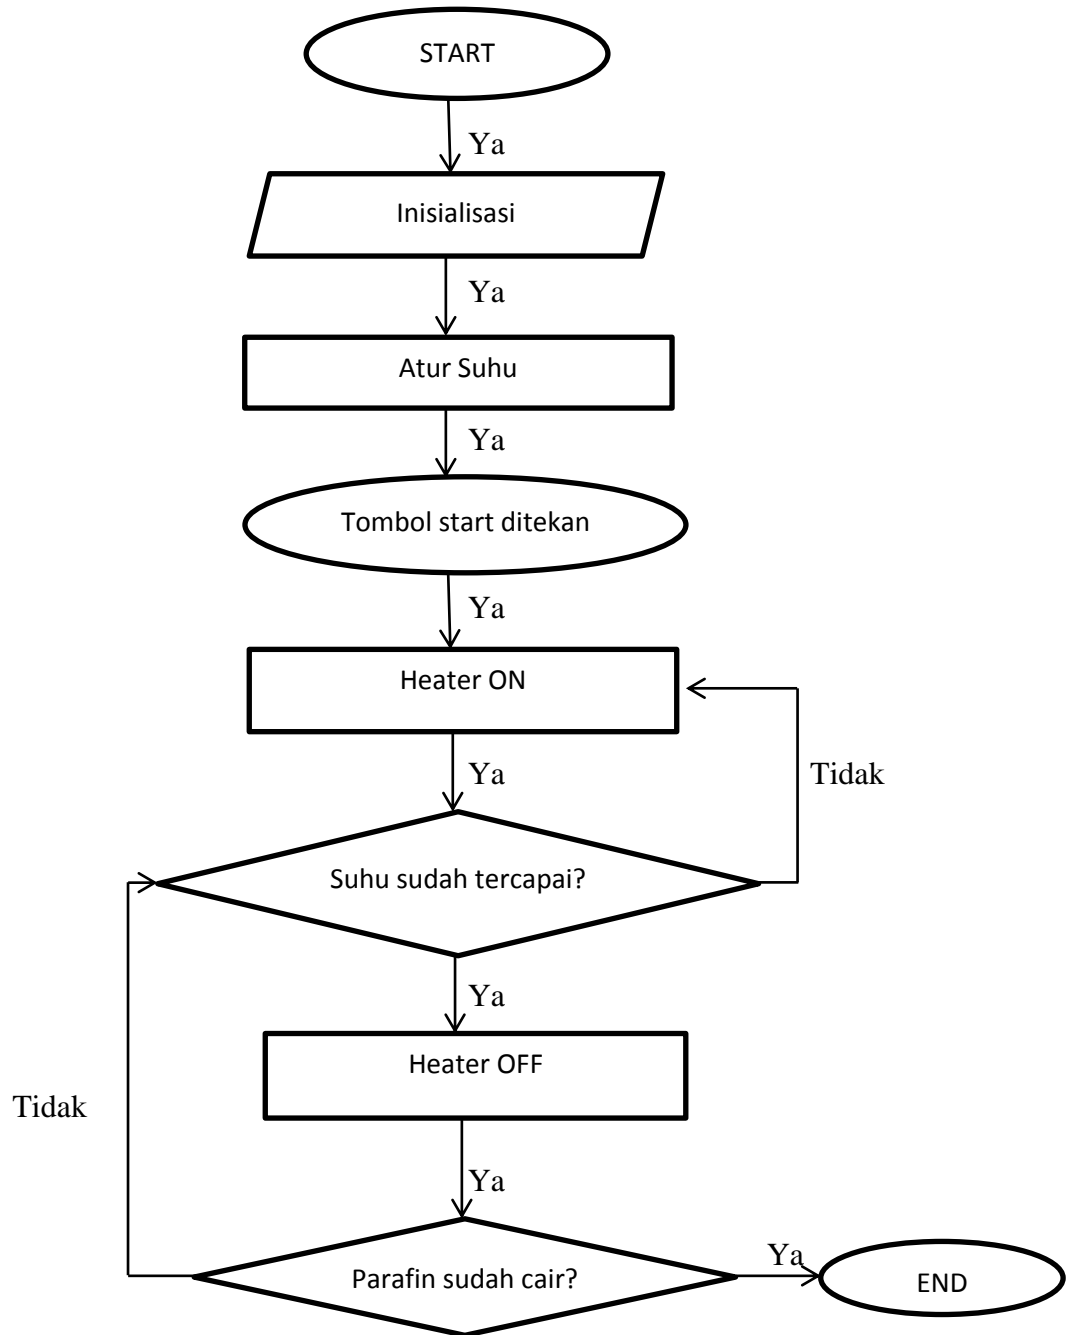 START
Ya
Inisialisasi
Ya
Atur Suhu
Ya
Tombol start ditekan
Ya
Heater ON
Ya
Tidak
Suhu sudah tercapai?
Ya
Heater OFF
Tidak
Ya
Parafin sudah cair?
Ya
END